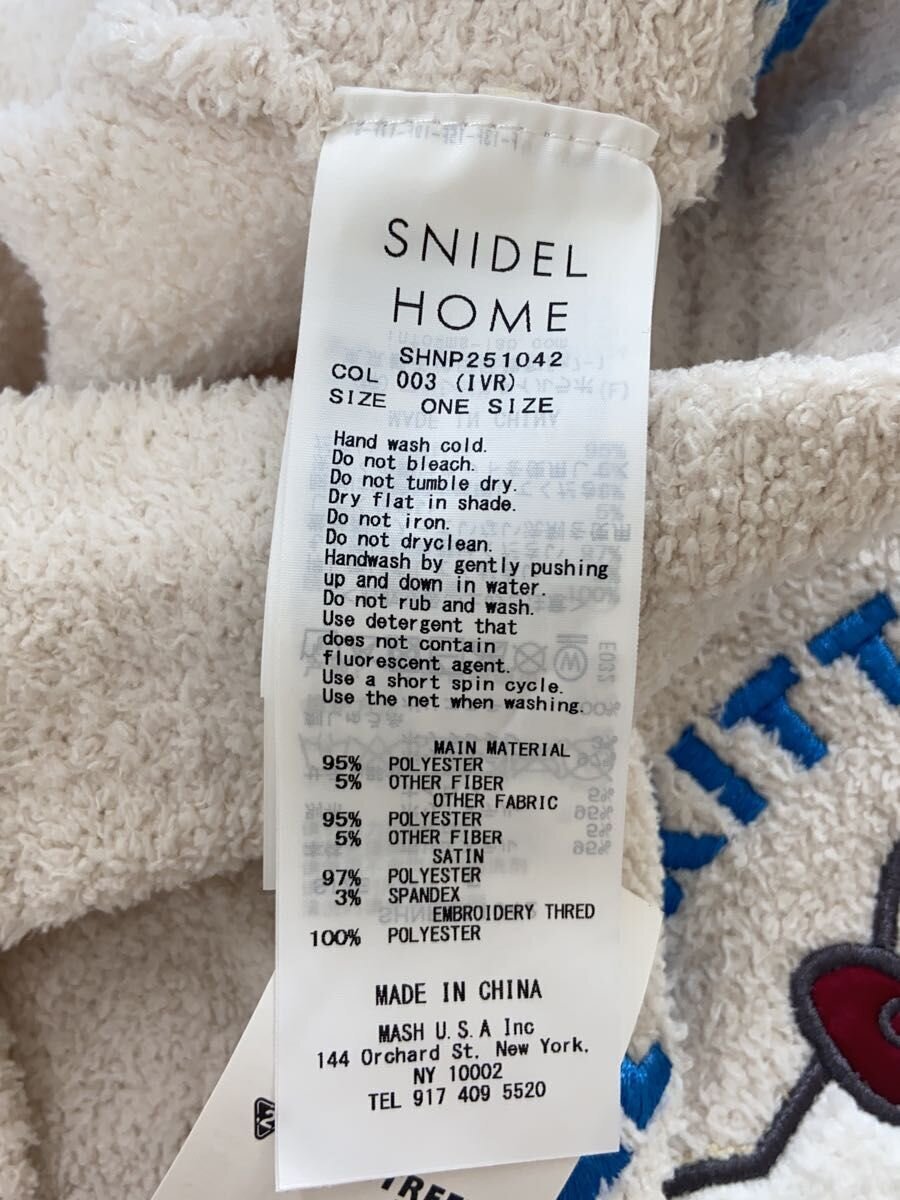 SNIDEL
HOME
SHNP251042
COL 003 (IVR)
SIZE ONE SIZE
Hand wash cold.
Do not bleach.
Do not tumble dry.
Dry flat in shade.
Do not iron.
Do not dryclean.
Handwash by gently pushing
up and down in water.
Do not rub and wash.
Use detergent that
does not contain
fluorescent agent.
Use a short spin cycle.
Use the net when washing.
MAIN MATERIAL
95% POLYESTER
5% OTHER FIBER
OTHER FABRIC
95% POLYESTER
5% OTHER FIBER
SATIN
97% POLYESTER
3% SPANDEX
EMBROIDERY THRED
100% POLYESTER
MADE IN CHINA
MASH U.S.A Inc
144 Orchard St. New York.
NY 10002
TEL 917 409 5520
KITT